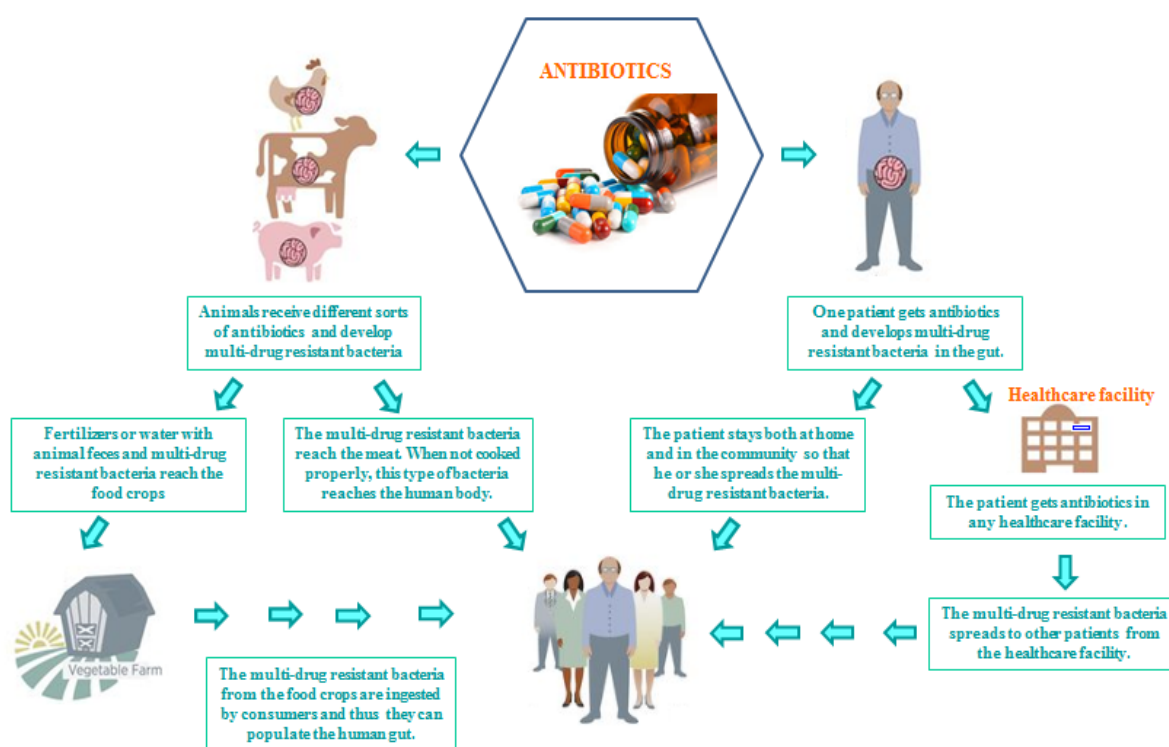 ANTIBIOTICS
Animals receive different sorts
of antibiotics and develop
multi-drug resistant bacteria
One patient gets antibiotics
and develops multi-drug
resistant bacteria in the gut.
Healthcare facility
Fertilizers or water with
animal feces and multi-drug
resistant bacteria reach the
food crops
The multi-drug resistant bacteria
reach the meat. When not cooked
properly, this type of bacteria
reaches the human body.
The patient stays both at home
and in the community so that
he or she spreads the multi-
drug resistant bacteria.
The patient gets antibiotics in
any healthcare facility.
The multi-drug resistant bacteria
spreads to other patients from
the healthcare facility.
Vegetable Farm
The multi-drug resistant bacteria
from the food crops are ingested
by consumers and thus they can
populate the human gut.